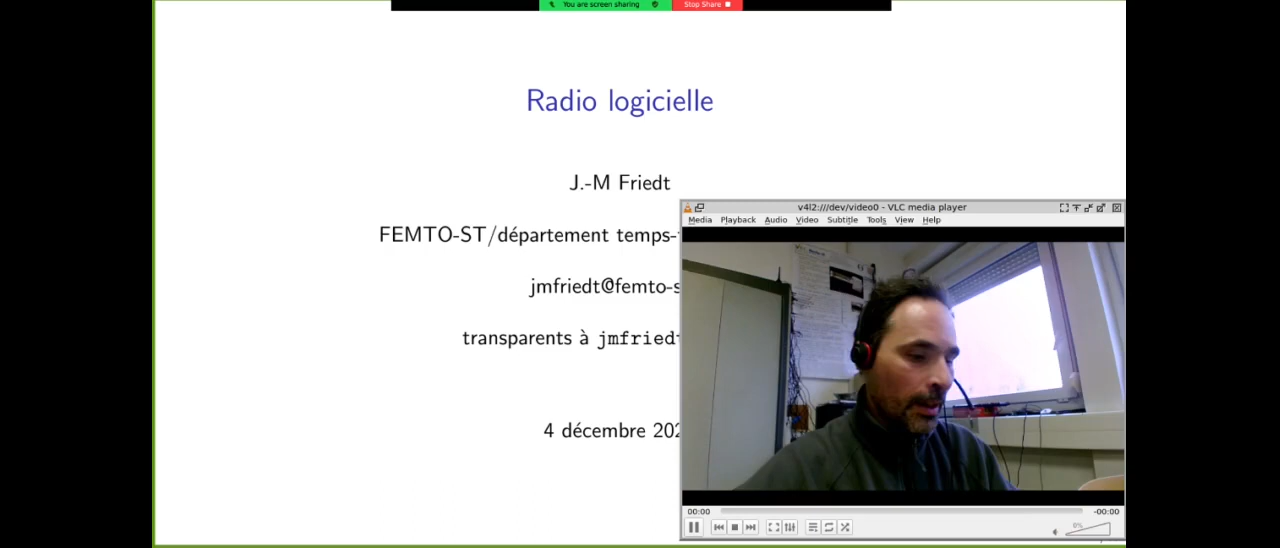 You are screen sharing
Stop Share
Radio logicielle
J.-M Friedt
FEMTO-ST/département temps-
jmfriedt@femto-s
transparents à jmfriedt
4 décembre 202
v4l2:///dev/video0 - VLC media player
Media Playback Audio Video Subtitle Tools View Help
00:00
-00:00
0%